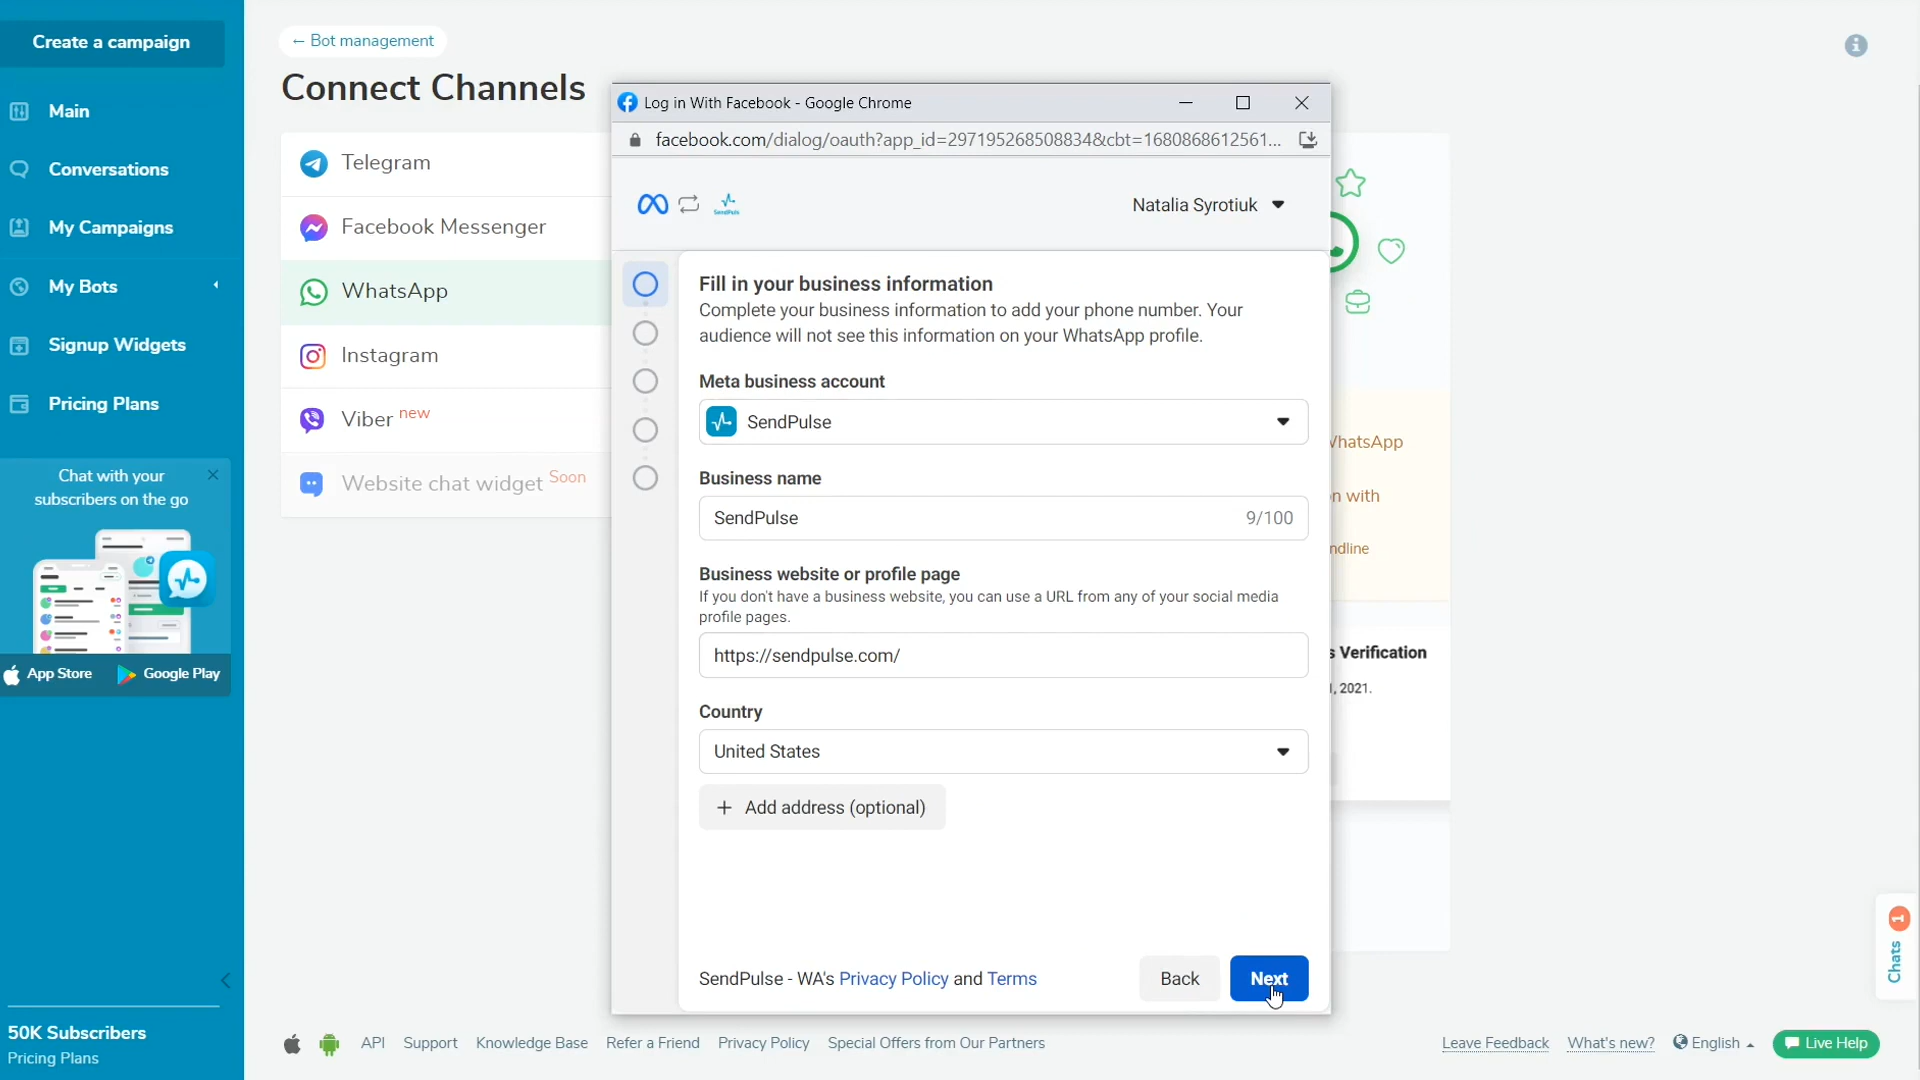 Create a campaign
Main
Conversations
My Campaigns
My Bots
Signup Widgets
Pricing Plans
Chat with your
subscribers on the go
App Store
Google Play
50K Subscribers
Pricing Plans
← Bot management
Connect Channels
Telegram
Facebook Messenger
WhatsApp
Instagram
Viber new
Website chat widget Soon
Log in With Facebook - Google Chrome
facebook.com/dialog/oauth?app_id=297195268508834&cbt=1680868612561...
Natalia Syrotiuk
Fill in your business information
Complete your business information to add your phone number. Your
audience will not see this information on your WhatsApp profile.
Meta business account
SendPulse
Business name
SendPulse 9/100
Business website or profile page
If you don't have a business website, you can use a URL from any of your social media
profile pages.
https://sendpulse.com/
Country
United States
+ Add address (optional)
SendPulse - WA's Privacy Policy and Terms
Back
Next
WhatsApp
n with
ndline
s Verification
1, 2021.
Chats 1
API
Support
Knowledge Base
Refer a Friend
Privacy Policy
Special Offers from Our Partners
Leave Feedback
What's new?
English
Live Help